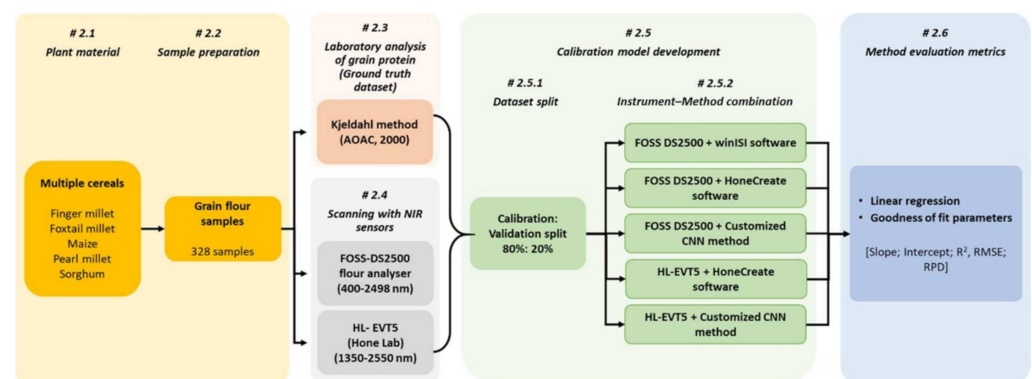 # 2.1
Plant material
# 2.2
Sample preparation
Multiple cereals
Finger millet
Foxtail millet
Maize
Pearl millet
Sorghum
Grain flour
samples
328 samples
# 2.3
Laboratory analysis
of grain protein
(Ground truth
dataset)
Kjeldahl method
(AOAC, 2000)
# 2.4
Scanning with NIR
sensors
FOSS-DS2500
flour analyser
(400-2498 nm)
HL- EVT5
(Hone Lab)
(1350-2550 nm)
# 2.5
Calibration model development
# 2.5.1
Dataset split
Calibration:
Validation split
80%: 20%
# 2.5.2
Instrument–Method combination
FOSS DS2500 + winISI software
FOSS DS2500 + HoneCreate
software
FOSS DS2500 + Customized
CNN method
HL-EVT5 + HoneCreate
software
HL-EVT5 + Customized CNN
method
# 2.6
Method evaluation metrics
• Linear regression
• Goodness of fit parameters
[Slope; Intercept; R², RMSE;
RPD]